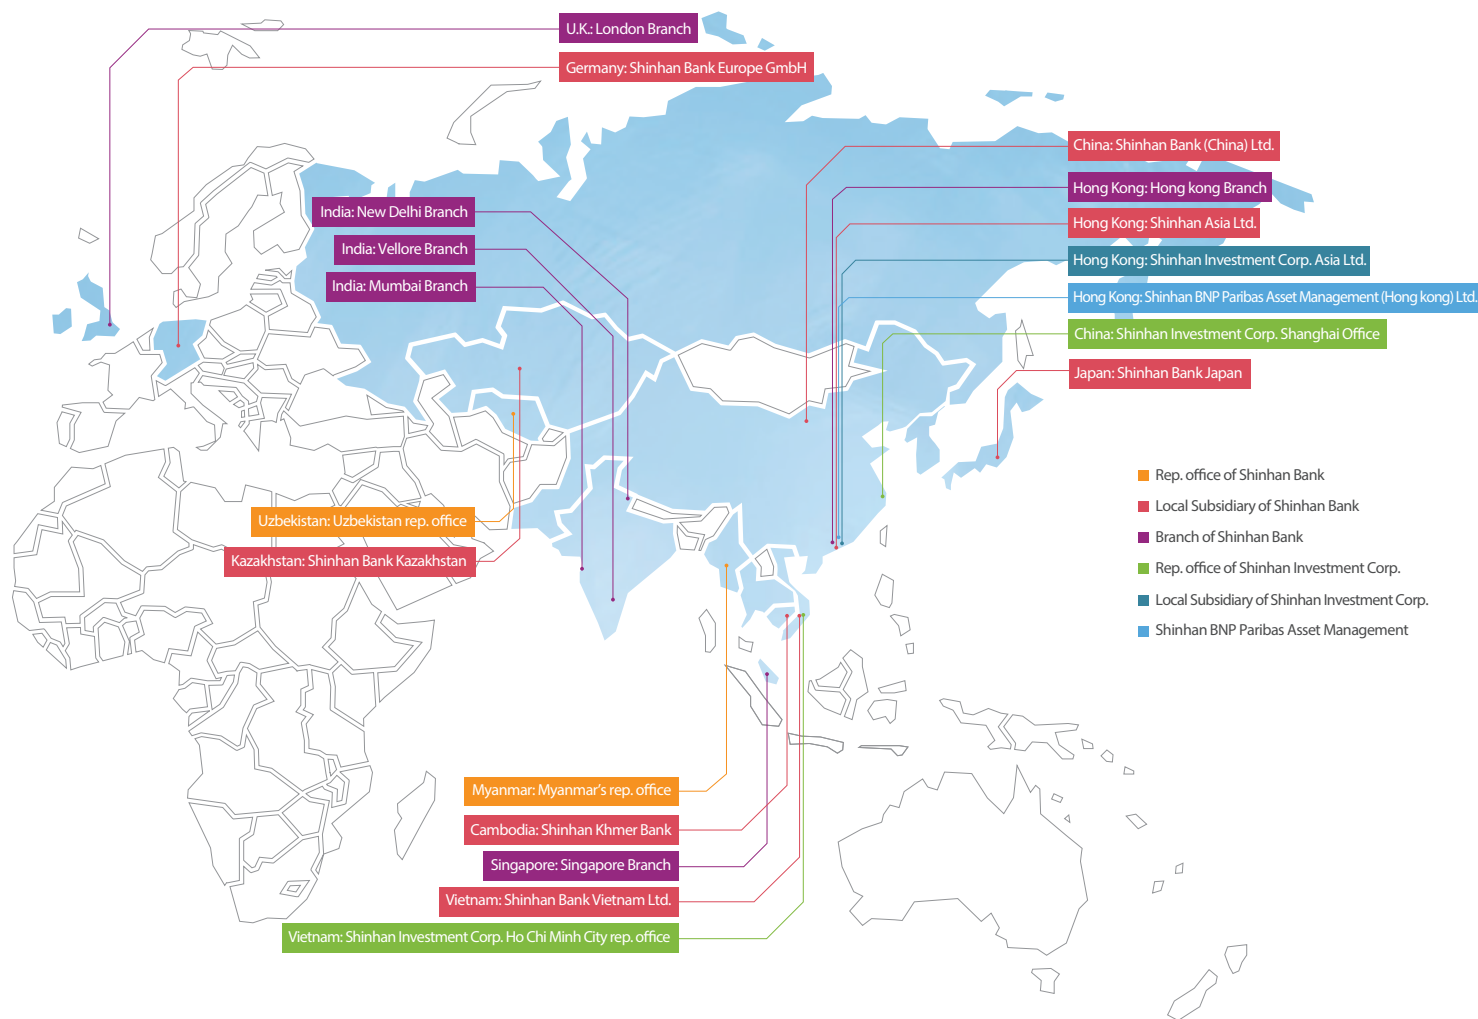 U.K.: London Branch
Germany: Shinhan Bank Europe GmbH
China: Shinhan Bank (China) Ltd.
Hong Kong: Hong kong Branch
Hong Kong: Shinhan Asia Ltd.
Hong Kong: Shinhan Investment Corp. Asia Ltd.
Hong Kong: Shinhan BNP Paribas Asset Management (Hong kong) Ltd.
China: Shinhan Investment Corp. Shanghai Office
Japan: Shinhan Bank Japan
India: New Delhi Branch
India: Vellore Branch
India: Mumbai Branch
Uzbekistan: Uzbekistan rep. office
Kazakhstan: Shinhan Bank Kazakhstan
Rep. office of Shinhan Bank
Local Subsidiary of Shinhan Bank
Branch of Shinhan Bank
Rep. office of Shinhan Investment Corp.
Local Subsidiary of Shinhan Investment Corp.
Shinhan BNP Paribas Asset Management
Myanmar: Myanmar’s rep. office
Cambodia: Shinhan Khmer Bank
Singapore: Singapore Branch
Vietnam: Shinhan Bank Vietnam Ltd.
Vietnam: Shinhan Investment Corp. Ho Chi Minh City rep. office